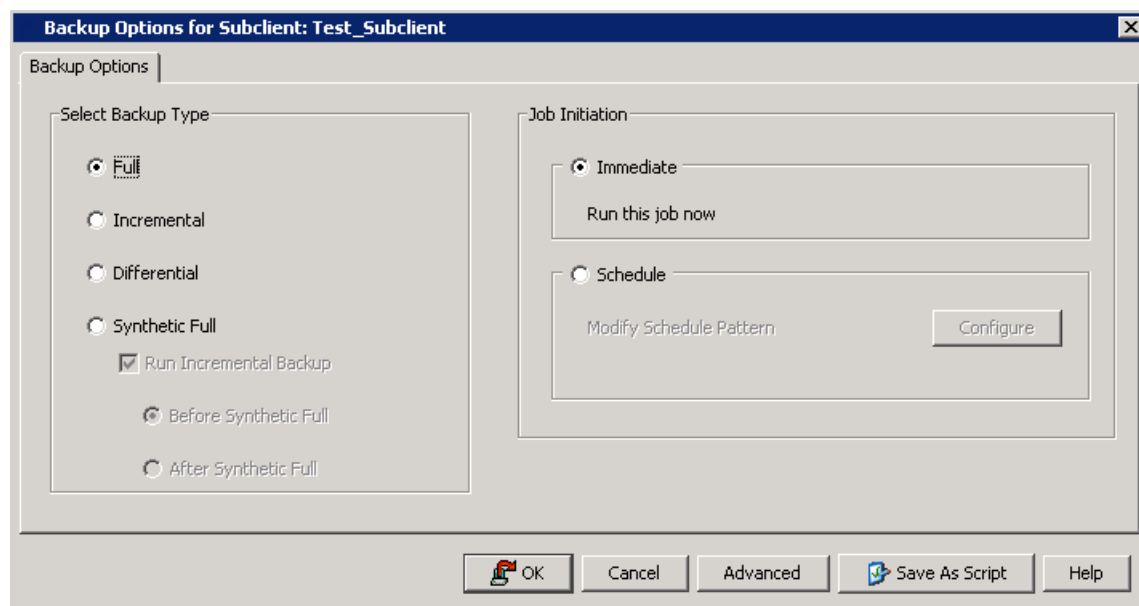 Backup Options for Subclient: Test_Subclient
Backup Options
Select Backup Type
Full
Incremental
Differential
Synthetic Full
Run Incremental Backup
Before Synthetic Full
After Synthetic Full
Job Initiation
Immediate
Run this job now
Schedule
Modify Schedule Pattern
Configure
OK
Cancel
Advanced
Save As Script
Help